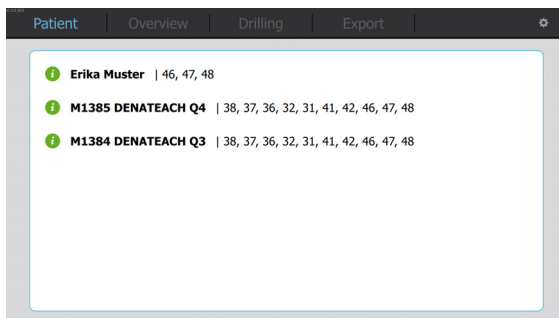 Patient Overview Drilling Export
Erika Muster | 46, 47, 48
M1385 DENATEACH Q4 | 38, 37, 36, 32, 31, 41, 42, 46, 47, 48
M1384 DENATEACH Q3 | 38, 37, 36, 32, 31, 41, 42, 46, 47, 48